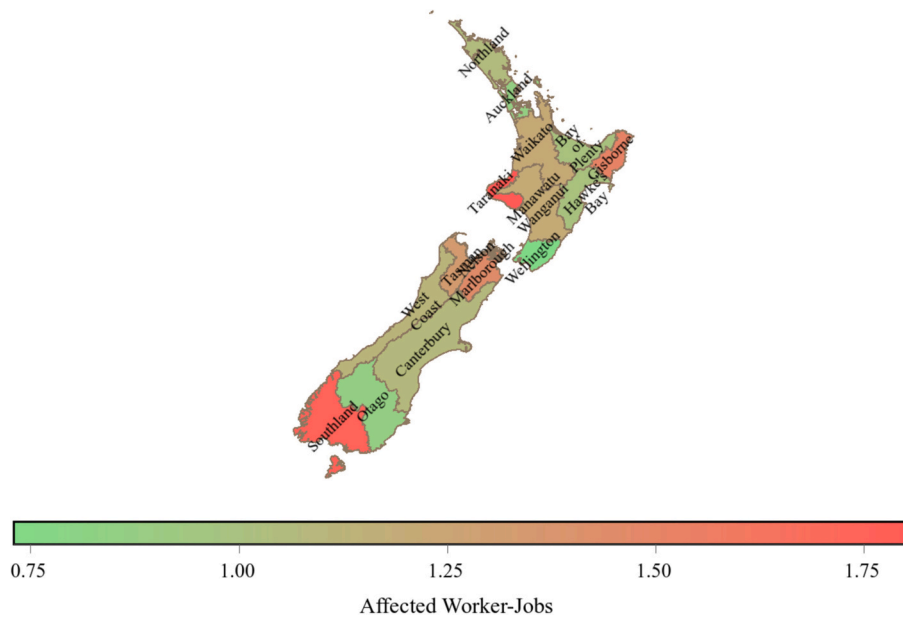 Northland
Auckland
Waikato
Bay
of
Plenty
Gisborne
Taranaki
Manawatu
Wanganui
Hawke's
Bay
Wellington
Tasman
Nelson
Marlborough
West
Coast
Canterbury
Otago
Southland
0.75 1.00 1.25 1.50 1.75
Affected Worker-Jobs